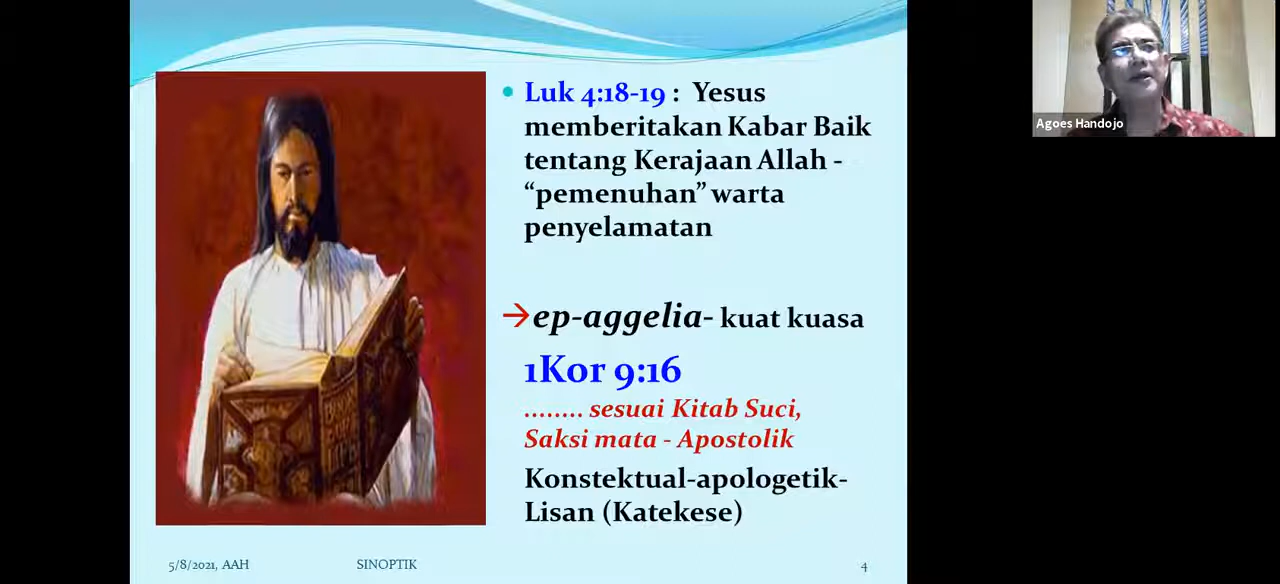 Luk 4:18-19 : Yesus
memberitakan Kabar Baik
tentang Kerajaan Allah -
“pemenuhan” warta
penyelamatan
→ep-aggelia- kuat kuasa
1Kor 9:16
........ sesuai Kitab Suci,
Saksi mata - Apostolik
Konstektual-apologetik-
Lisan (Katekese)
5/8/2021, AAH
SINOPTIK
4
Agoes Handojo